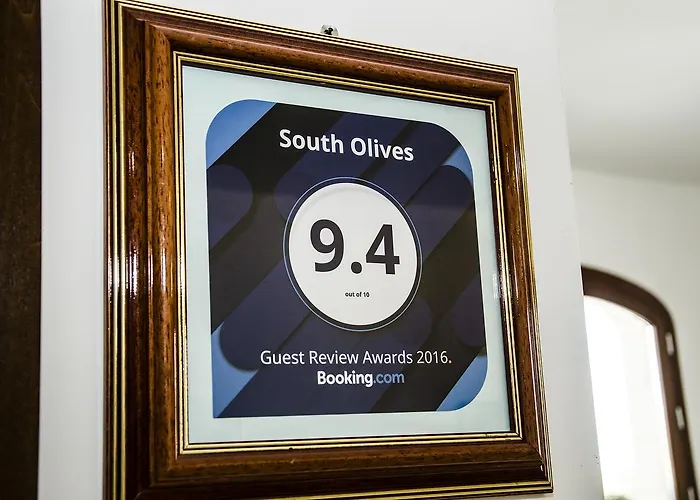 South Olives
9.4
out of 10
Guest Review Awards 2016.
Booking.com